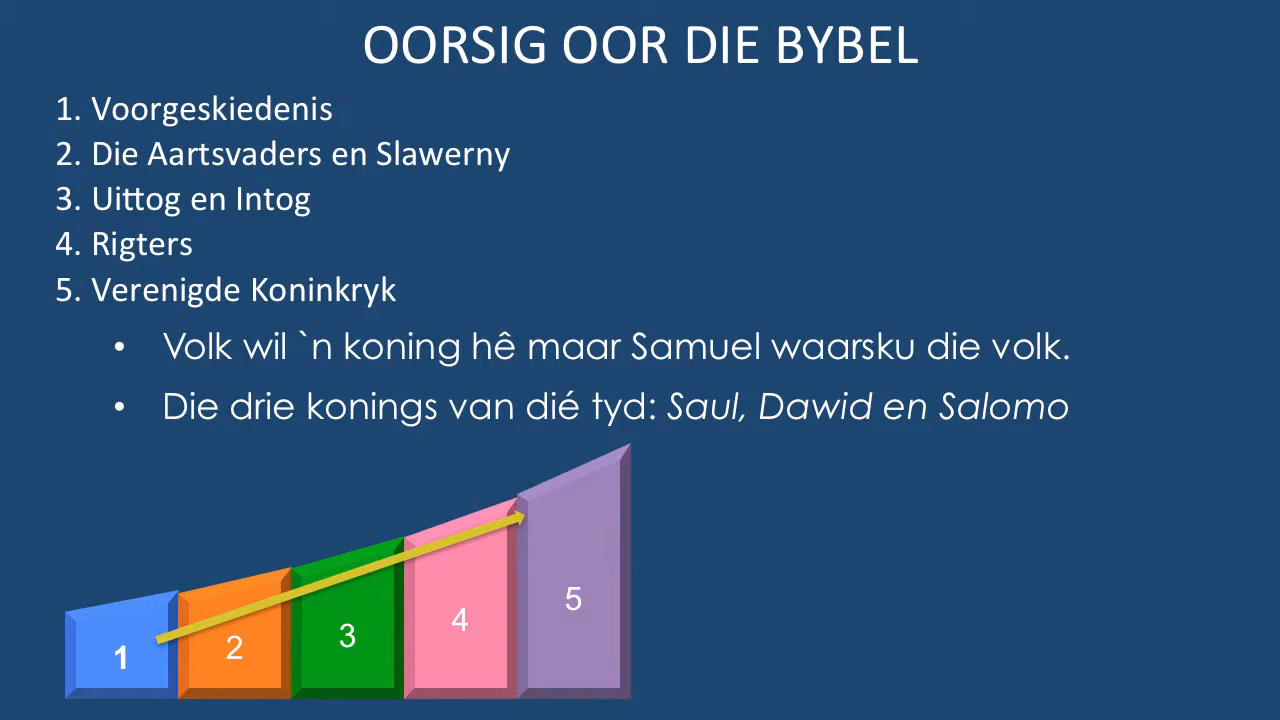 OORSIG OOR DIE BYBEL
1. Voorgeskiedenis
2. Die Aartsvaders en Slawerny
3. Uittog en Intog
4. Rigters
5. Verenigde Koninkryk
• Volk wil `n koning hê maar Samuel waarsku die volk.
• Die drie konings van dié tyd: Saul, Dawid en Salomo
1
2
3
4
5